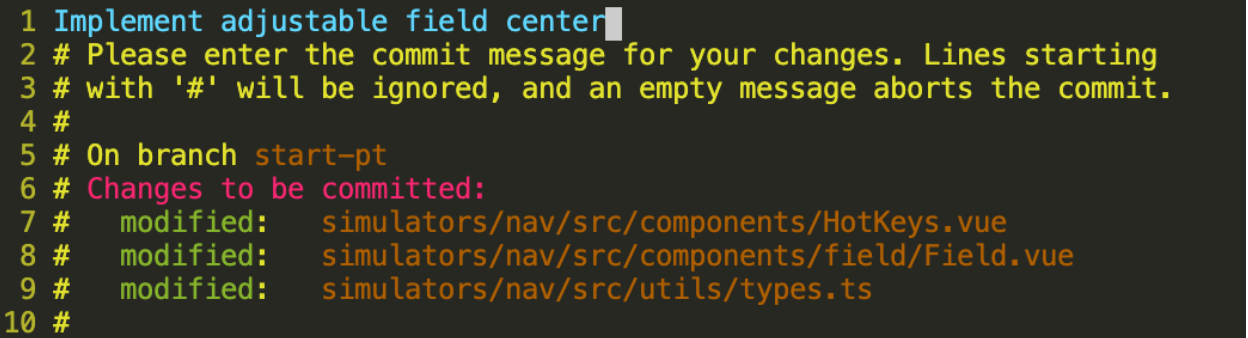 1 Implement adjustable field center
2 # Please enter the commit message for your changes. Lines starting
3 # with '#' will be ignored, and an empty message aborts the commit.
4 #
5 # On branch start-pt
6 # Changes to be committed:
7 #   modified:   simulators/nav/src/components/HotKeys.vue
8 #   modified:   simulators/nav/src/components/field/Field.vue
9 #   modified:   simulators/nav/src/utils/types.ts
10 #